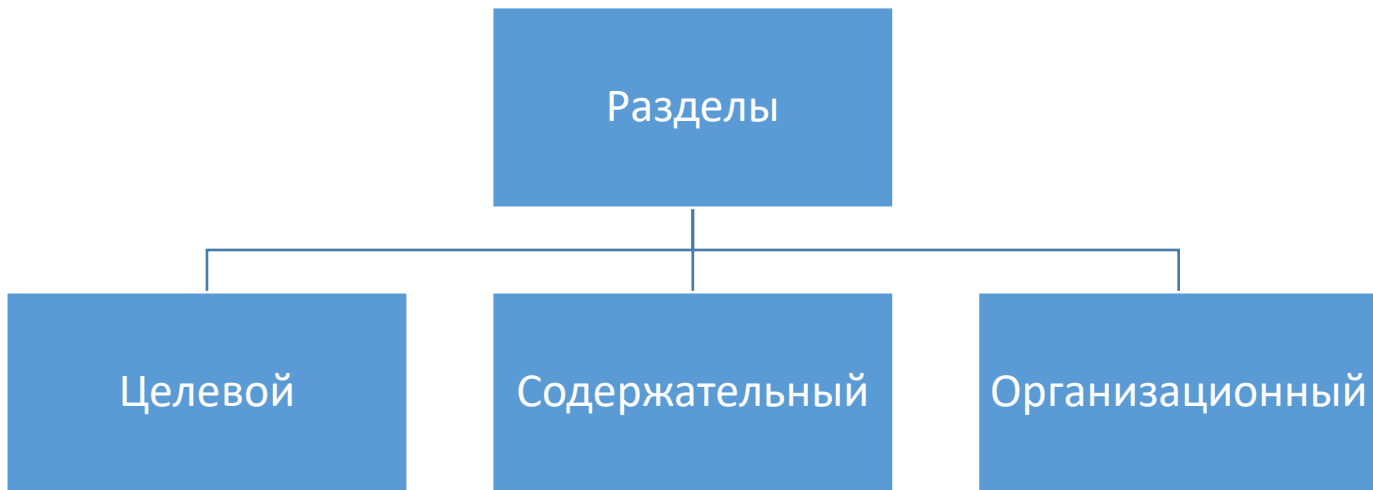 Разделы
Целевой
Содержательный
Организационный